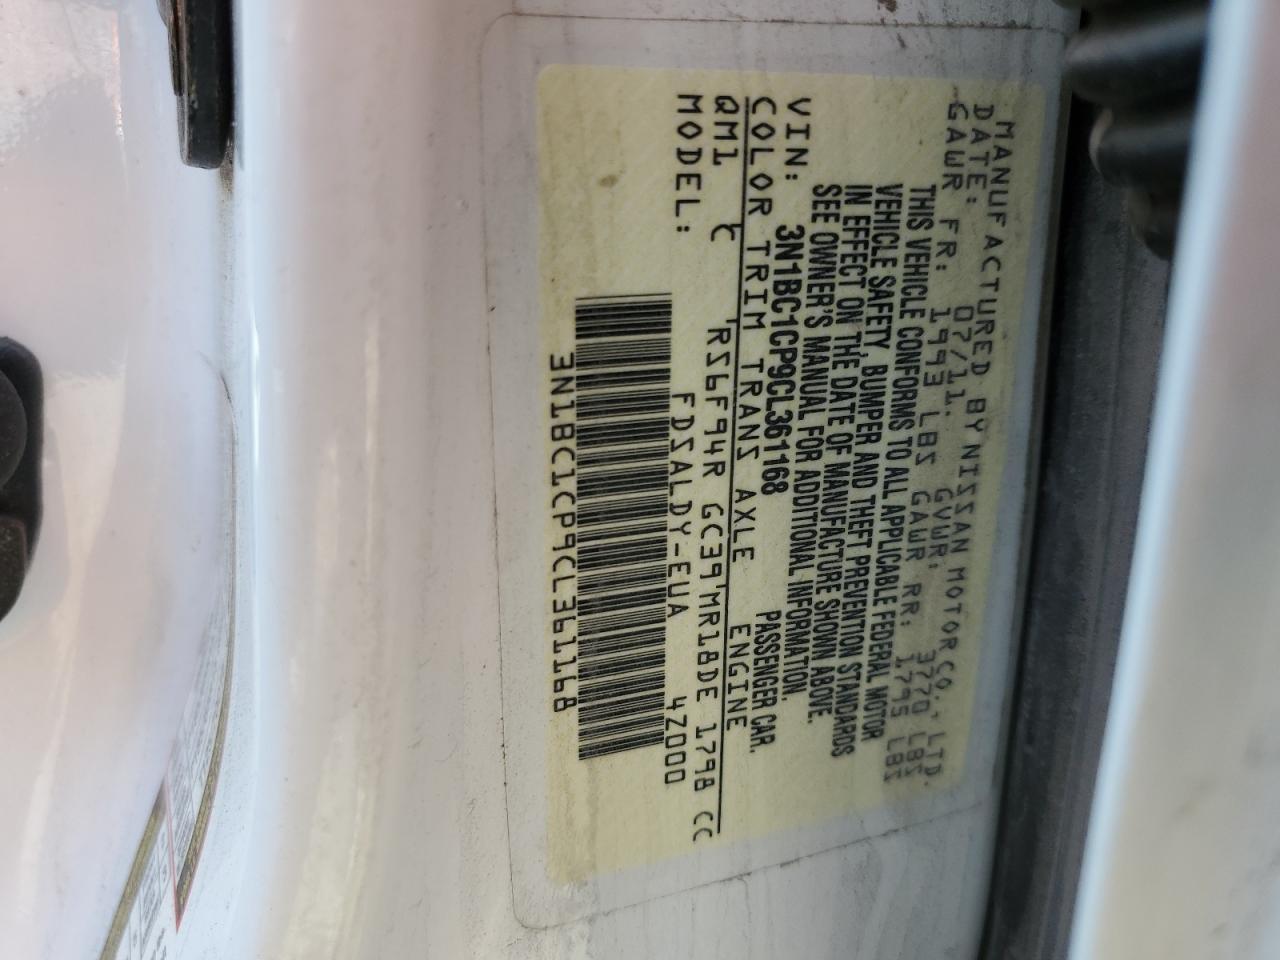 MANUFACTURED BY NISSAN MOTOR CO., LTD.
DATE: 07/11. GVWR: 3770 LBS
GAWR FR: 1993 LBS GAWR RR: 1795 LBS
THIS VEHICLE CONFORMS TO ALL APPLICABLE FEDERAL MOTOR
VEHICLE SAFETY, BUMPER AND THEFT PREVENTION STANDARDS
IN EFFECT ON THE DATE OF MANUFACTURE SHOWN ABOVE.
SEE OWNER'S MANUAL FOR ADDITIONAL INFORMATION.
VIN: 3N1BC1CP9CL361168 PASSENGER CAR.
COLOR TRIM TRANS AXLE ENGINE
QM1 C RS6F94R GC39 MR18DE 1798 CC
MODEL: FDSALDY-EUA 4Z000
3N1BC1CP9CL361168